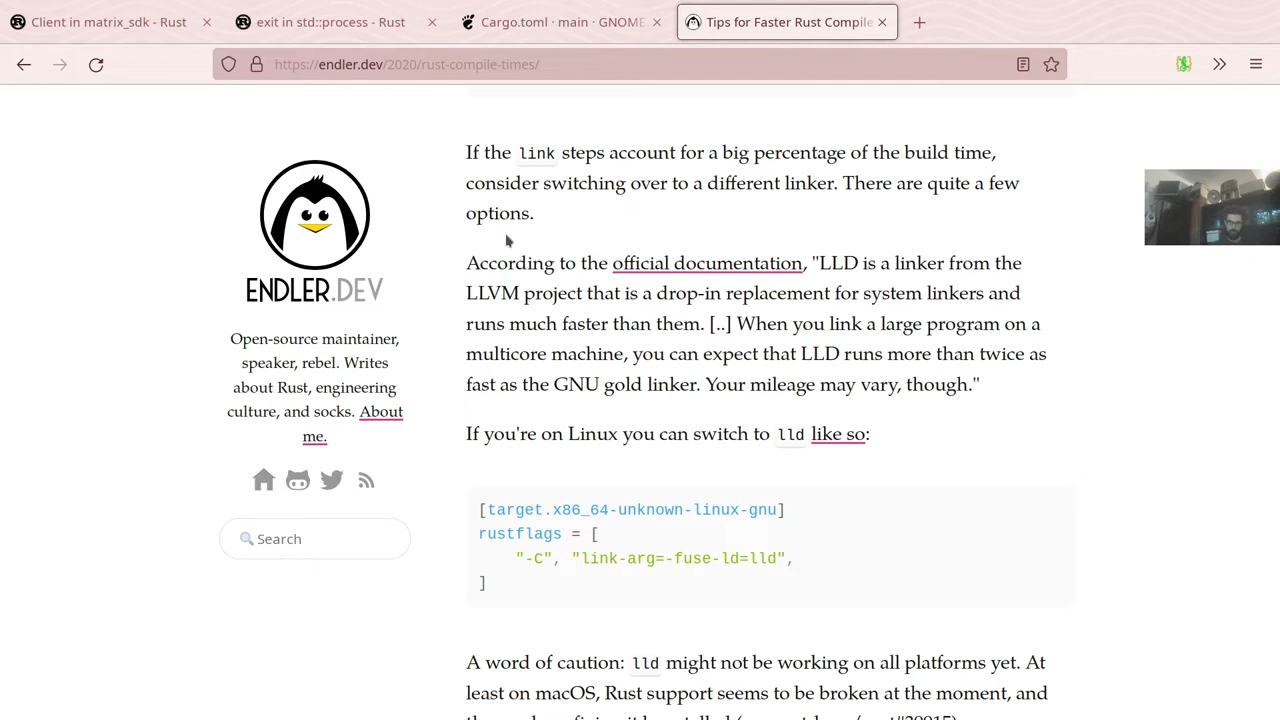 Client in matrix_sdk - Rust
exit in std::process - Rust
Cargo.toml · main · GNOME
Tips for Faster Rust Compile
https://endler.dev/2020/rust-compile-times/
ENDLER.DEV
Open-source maintainer,
speaker, rebel. Writes
about Rust, engineering
culture, and socks. About
me.
Search
If the link steps account for a big percentage of the build time,
consider switching over to a different linker. There are quite a few
options.
According to the official documentation, "LLD is a linker from the
LLVM project that is a drop-in replacement for system linkers and
runs much faster than them. [..] When you link a large program on a
multicore machine, you can expect that LLD runs more than twice as
fast as the GNU gold linker. Your mileage may vary, though."
If you're on Linux you can switch to lld like so:
[target.x86_64-unknown-linux-gnu]
rustflags = [
"-C", "link-arg=-fuse-ld=lld",
]
A word of caution: lld might not be working on all platforms yet. At
least on macOS, Rust support seems to be broken at the moment, and